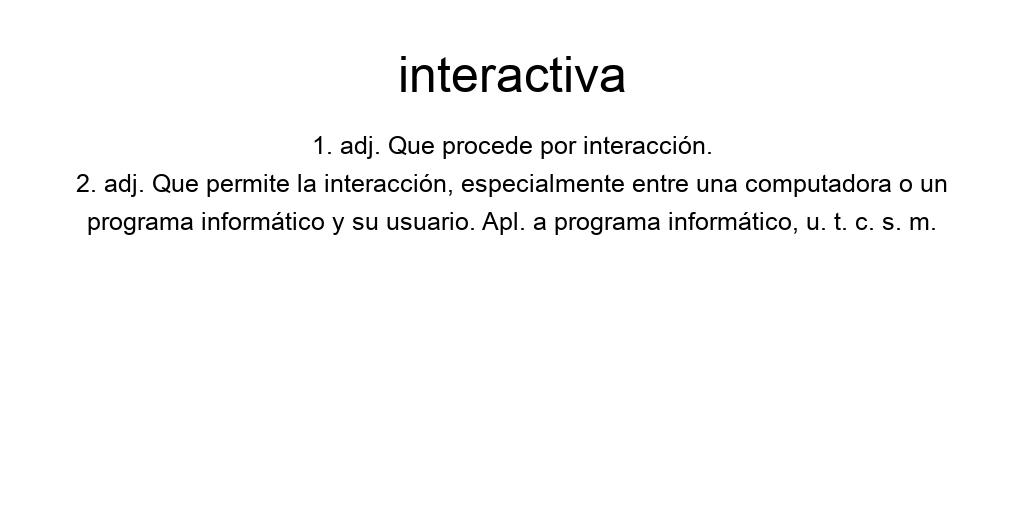 interactiva
1. adj. Que procede por interacción.
2. adj. Que permite la interacción, especialmente entre una computadora o un
programa informático y su usuario. Apl. a programa informático, u. t. c. s. m.